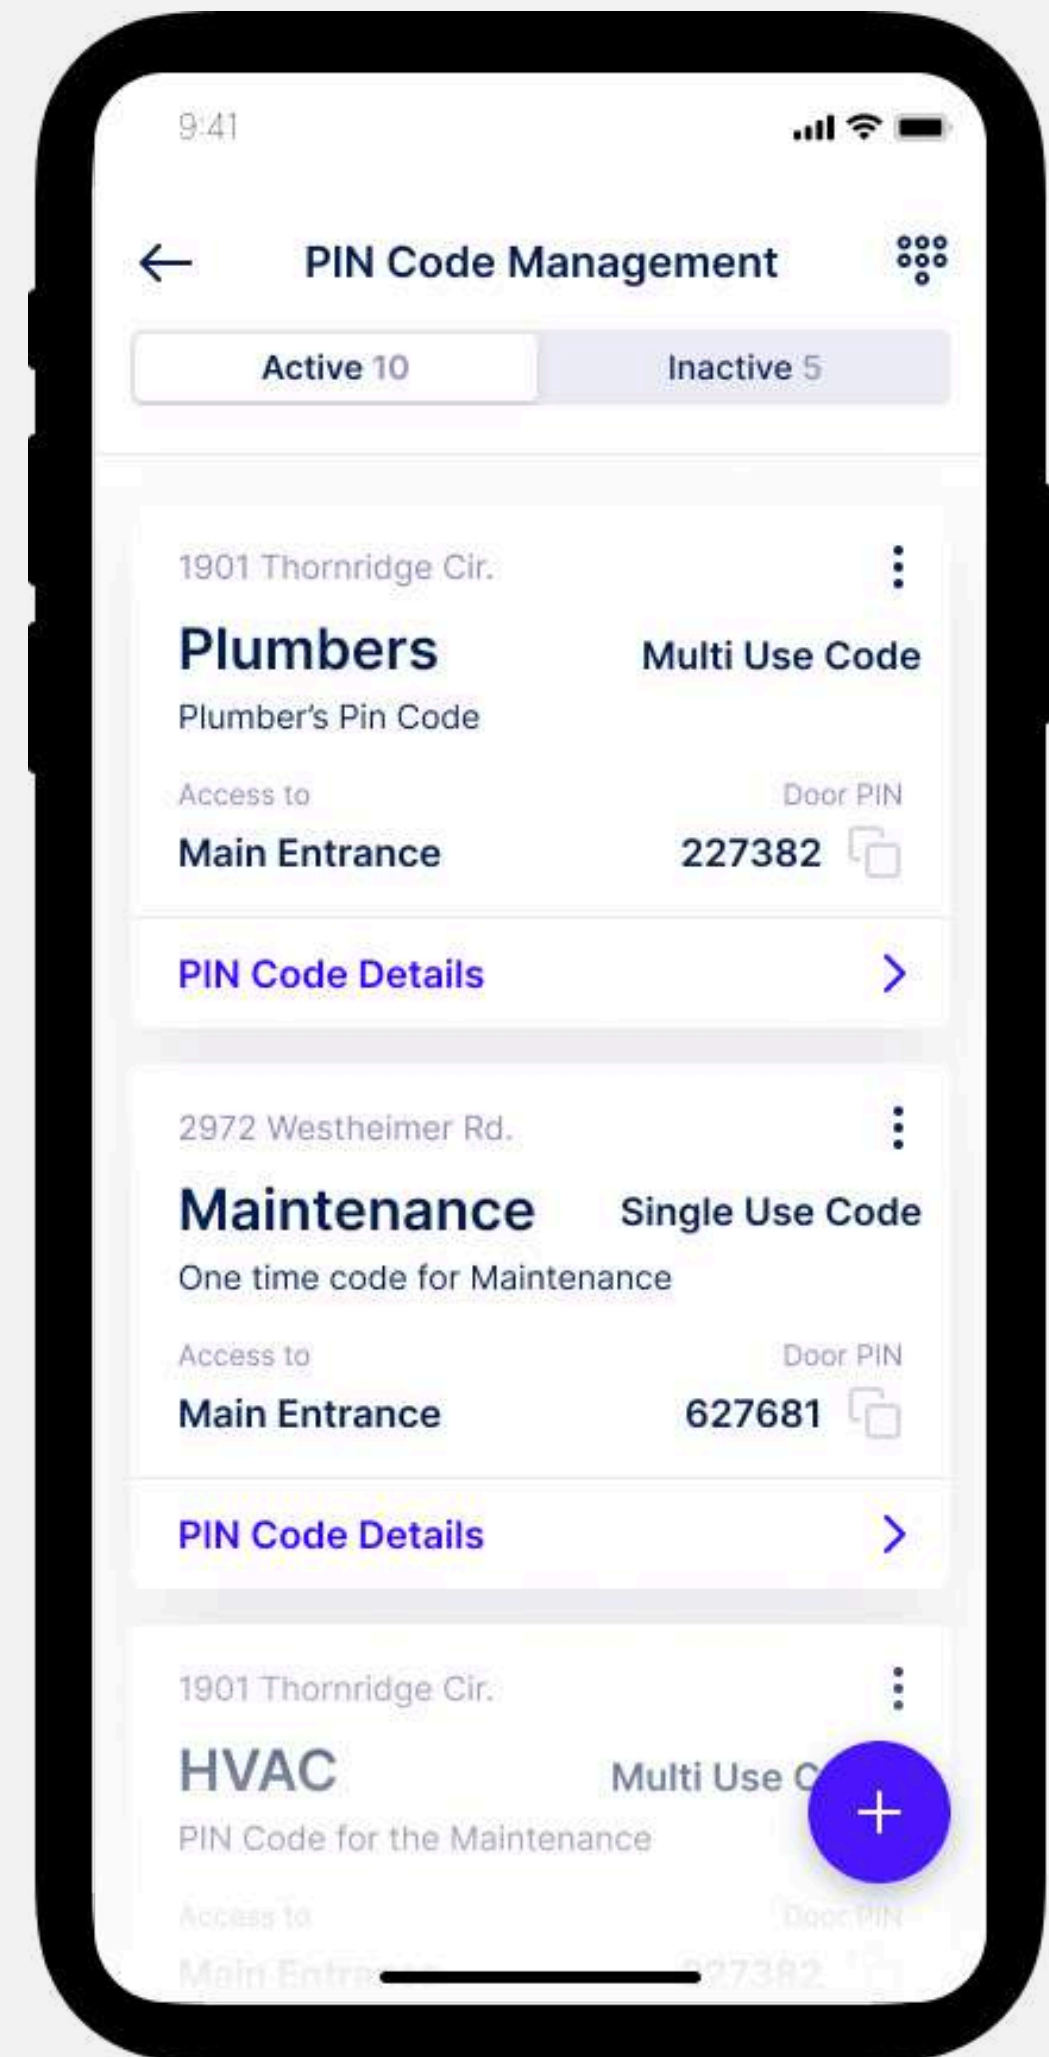 9:41
PIN Code Management
Active 10 Inactive 5
1901 Thornridge Cir.
Plumbers Multi Use Code
Plumber’s Pin Code
Access to Door PIN
Main Entrance 227382
PIN Code Details
2972 Westheimer Rd.
Maintenance Single Use Code
One time code for Maintenance
Access to Door PIN
Main Entrance 627681
PIN Code Details
1901 Thornridge Cir.
HVAC Multi Use
PIN Code for the Maintenance
Access to Door PIN
Main